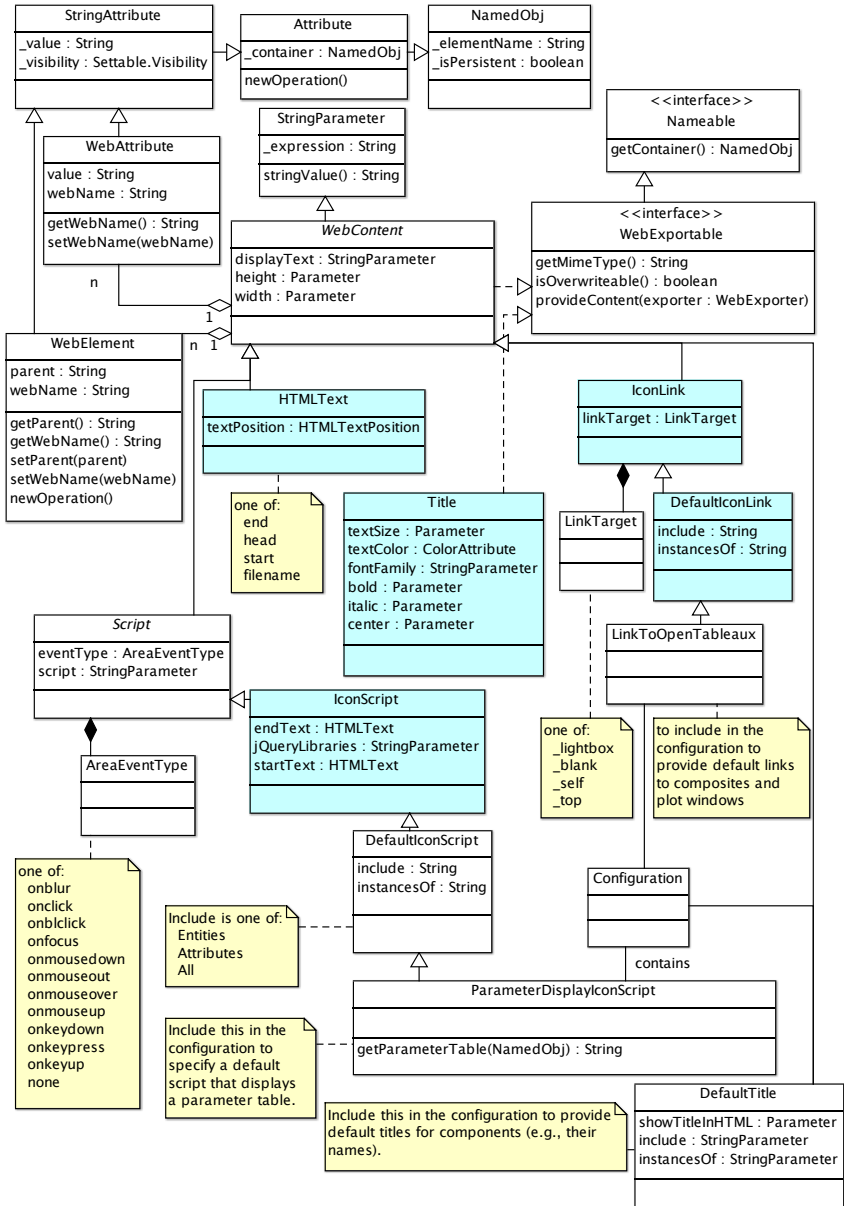 StringAttribute
_value : String
_visibility : Settable.Visibility
Attribute
_container : NamedObj
newOperation()
NamedObj
_elementName : String
_isPersistent : boolean
<<interface>>
Nameable
getContainer() : NamedObj
StringParameter
_expression : String
stringValue() : String
WebAttribute
value : String
webName : String
getWebName() : String
setWebName(webName)
<<interface>>
WebExportable
getMimeType() : String
isOverwriteable() : boolean
provideContent(exporter : WebExporter)
WebContent
displayText : StringParameter
height : Parameter
width : Parameter
n
1
n
1
WebElement
parent : String
webName : String
getParent() : String
getWebName() : String
setParent(parent)
setWebName(webName)
newOperation()
HTMLText
textPosition : HTMLTextPosition
IconLink
linkTarget : LinkTarget
one of:
end
head
start
filename
Title
textSize : Parameter
textColor : ColorAttribute
fontFamily : StringParameter
bold : Parameter
italic : Parameter
center : Parameter
LinkTarget
DefaultIconLink
include : String
instancesOf : String
Script
eventType : AreaEventType
script : StringParameter
LinkToOpenTableaux
IconScript
endText : HTMLText
jQueryLibraries : StringParameter
startText : HTMLText
one of:
_lightbox
_blank
_self
_top
to include in the
configuration to
provide default links
to composites and
plot windows
AreaEventType
DefaultIconScript
include : String
instancesOf : String
one of:
onblur
onclick
onblclick
onfocus
onmousedown
onmouseout
onmouseover
onmouseup
onkeydown
onkeypress
onkeyup
none
Configuration
Include is one of:
Entities
Attributes
All
contains
ParameterDisplayIconScript
getParameterTable(NamedObj) : String
Include this in the
configuration to
specify a default
script that displays
a parameter table.
Include this in the configuration to provide
default titles for components (e.g., their
names).
DefaultTitle
showTitleInHTML : Parameter
include : StringParameter
instancesOf : StringParameter